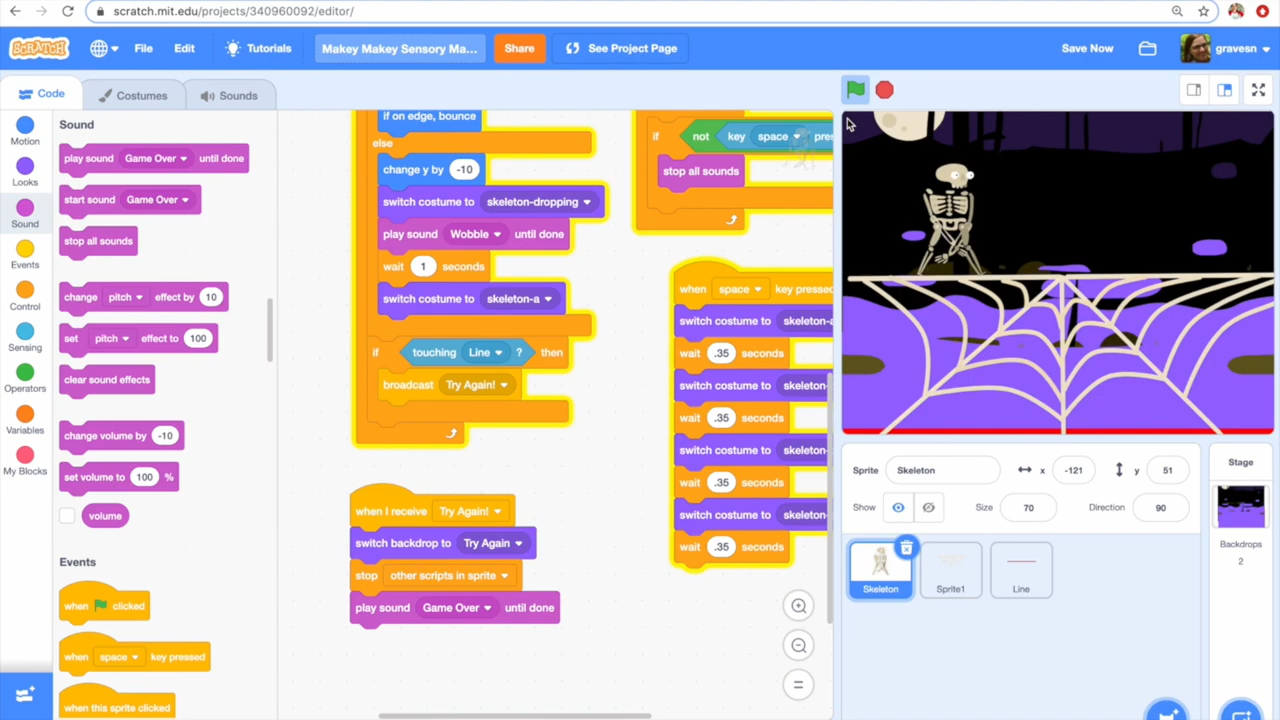 scratch.mit.edu/projects/340960092/editor/
SCRATCH
File
Edit
Tutorials
Makey Makey Sensory Ma...
Share
See Project Page
Save Now
gravesn
Code
Costumes
Sounds
Motion
Looks
Sound
Events
Control
Sensing
Operators
Variables
My Blocks
Sound
play sound Game Over until done
start sound Game Over
stop all sounds
change pitch effect by 10
set pitch effect to 100
clear sound effects
change volume by -10
set volume to 100 %
volume
Events
when clicked
when space key pressed
when this sprite clicked
if on edge, bounce
else
change y by -10
switch costume to skeleton-dropping
play sound Wobble until done
wait 1 seconds
switch costume to skeleton-a
if touching Line ? then
broadcast Try Again!
when I receive Try Again!
switch backdrop to Try Again
stop other scripts in sprite
play sound Game Over until done
if not key space pres
stop all sounds
when space key pressed
switch costume to skeleton-a
wait .35 seconds
switch costume to skeleton-
wait .35 seconds
switch costume to skeleton-
wait .35 seconds
switch costume to skeleton-
wait .35 seconds
Sprite Skeleton
x -121
y 51
Show
Size 70
Direction 90
Skeleton
Sprite1
Line
Stage
Backdrops
2